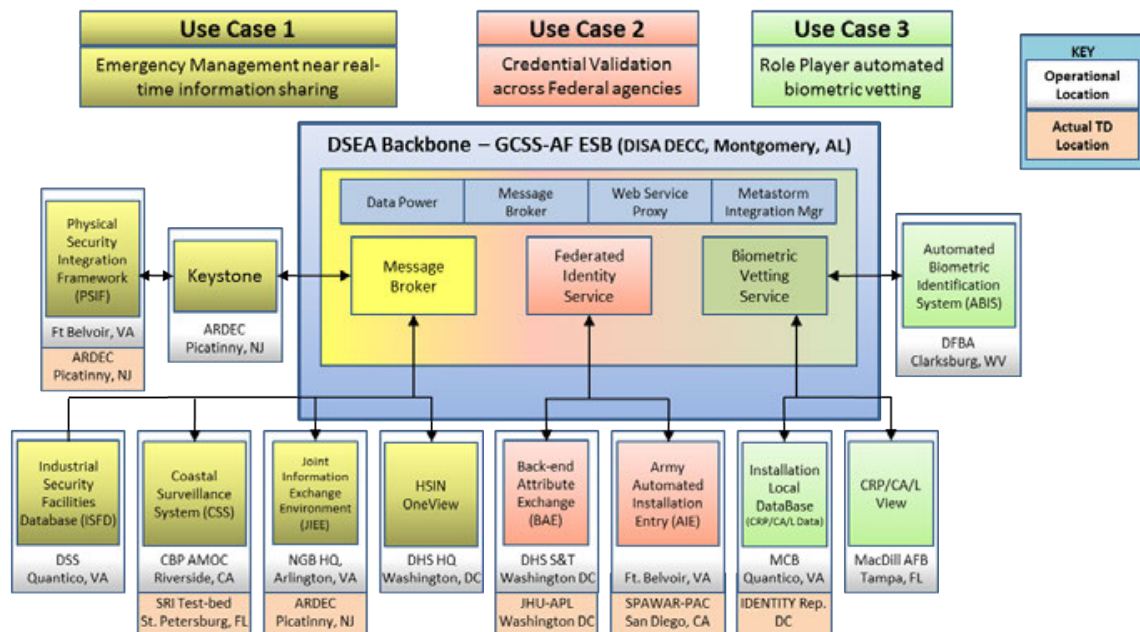 Use Case 1
Emergency Management near real-
time information sharing
Use Case 2
Credential Validation
across Federal agencies
Use Case 3
Role Player automated
biometric vetting
KEY
Operational
Location
Actual TD
Location
DSEA Backbone – GCSS-AF ESB (DISA DECC, Montgomery, AL)
Data Power
Message
Broker
Web Service
Proxy
Metastorm
Integration Mgr
Physical
Security
Integration
Framework
(PSIF)
Ft Belvoir, VA
ARDEC
Picatinny, NJ
Keystone
ARDEC
Picatinny, NJ
Message
Broker
Federated
Identity
Service
Biometric
Vetting
Service
Automated
Biometric
Identification
System (ABIS)
DFBA
Clarksburg, WV
Industrial
Security
Facilities
Database (ISFD)
DSS
Quantico, VA
Coastal
Surveillance
System (CSS)
CBP AMOC
Riverside, CA
SRI Test-bed
St. Petersburg, FL
Joint
Information
Exchange
Environment
(JIEE)
NGB HQ,
Arlington, VA
ARDEC
Picatinny, NJ
HSIN
OneView
DHS HQ
Washington, DC
Back-end
Attribute
Exchange
(BAE)
DHS S&T
Washington DC
JHU-APL
Washington DC
Army
Automated
Installation
Entry (AIE)
Ft. Belvoir, VA
SPAWAR-PAC
San Diego, CA
Installation
Local
DataBase
(CRP/CA/L Data)
MCB
Quantico, VA
IDENTITY Rep.
DC
CRP/CA/L
View
MacDill AFB
Tampa, FL